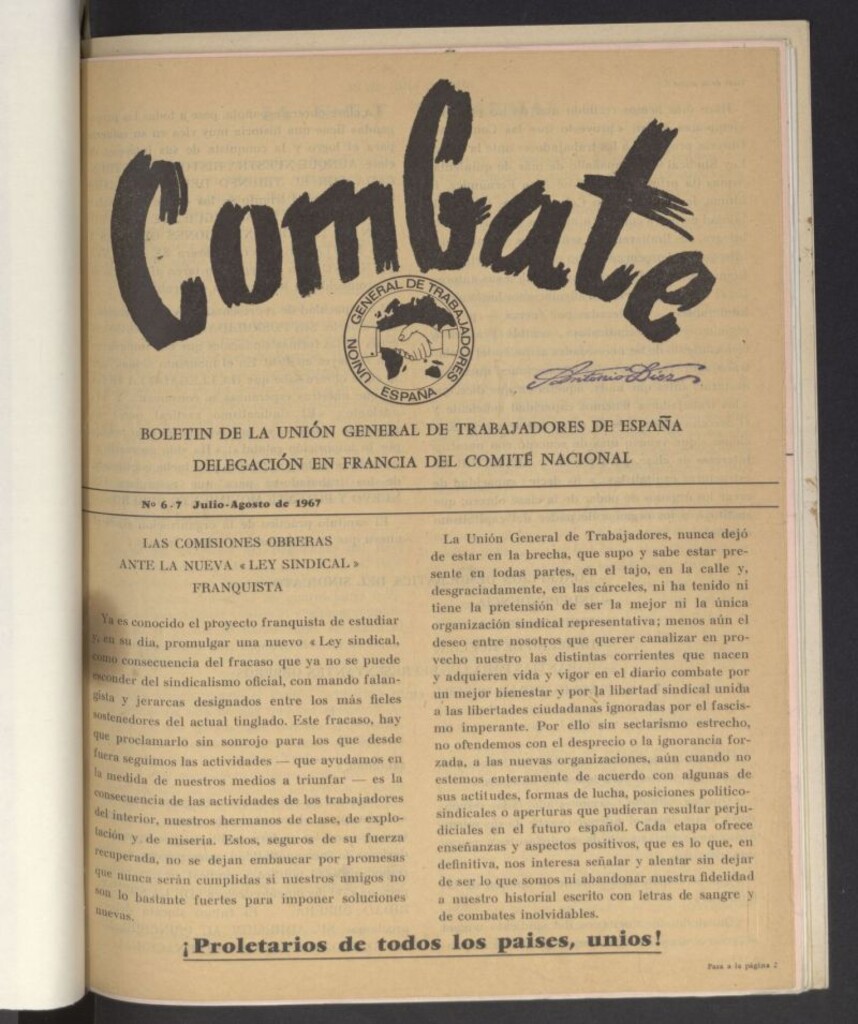 Combate
UNION GENERAL DE TRABAJADORES
ESPAÑA
Antonio Díez
BOLETIN DE LA UNIÓN GENERAL DE TRABAJADORES DE ESPAÑA
DELEGACIÓN EN FRANCIA DEL COMITÉ NACIONAL
Nº 6-7 Julio-Agosto de 1967
LAS COMISIONES OBRERAS
ANTE LA NUEVA « LEY SINDICAL »
FRANQUISTA
Ya es conocido el proyecto franquista de estudiar
y, en su dia, promulgar una nuevo « Ley sindical,
como consecuencia del fracaso que ya no se puede
esconder del sindicalismo oficial, con mando falan-
gista y jerarcas designados entre los más fieles
sostenedores del actual tinglado. Este fracaso, hay
que proclamarlo sin sonrojo para los que desde
fuera seguimos las actividades — que ayudamos en
la medida de nuestros medios a triunfar — es la
consecuencia de las actividades de los trabajadores
del interior, nuestros hermanos de clase, de explo-
tación y de miseria. Estos, seguros de su fuerza
recuperada, no se dejan embaucar por promesas
que nunca serán cumplidas si nuestros amigos no
son lo bastante fuertes para imponer soluciones
nuevas.
La Unión General de Trabajadores, nunca dejó
de estar en la brecha, que supo y sabe estar pre-
sente en todas partes, en el tajo, en la calle y,
desgraciadamente, en las cárceles, ni ha tenido ni
tiene la pretensión de ser la mejor ni la única
organización sindical representativa; menos aún el
deseo entre nosotros que querer canalizar en pro-
vecho nuestro las distintas corrientes que nacen
y adquieren vida y vigor en el diario combate por
un mejor bienestar y por la libertad sindical unida
a las libertades ciudadanas ignoradas por el fascis-
mo imperante. Por ello sin sectarismo estrecho,
no ofendemos con el desprecio o la ignorancia for-
zada, a las nuevas organizaciones, aún cuando no
estemos enteramente de acuerdo con algunas de
sus actitudes, formas de lucha, posiciones politico-
sindicales o aperturas que pudieran resultar perju-
diciales en el futuro español. Cada etapa ofrece
enseñanzas y aspectos positivos, que es lo que, en
definitiva, nos interesa señalar y alentar sin dejar
de ser lo que somos ni abandonar nuestra fidelidad
a nuestro historial escrito con letras de sangre y
de combates inolvidables.
¡Proletarios de todos los paises, unios!
Pasa a la página 2